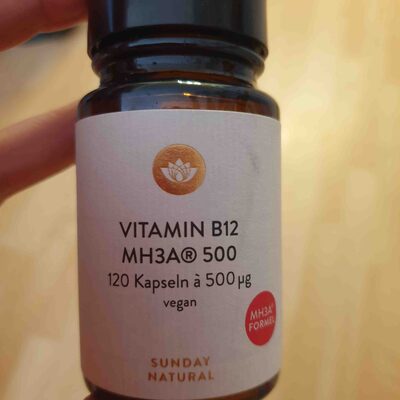 VITAMIN B12
MH3A® 500
120 Kapseln à 500 µg
vegan
MH3A®
FORMEL
SUNDAY
NATURAL